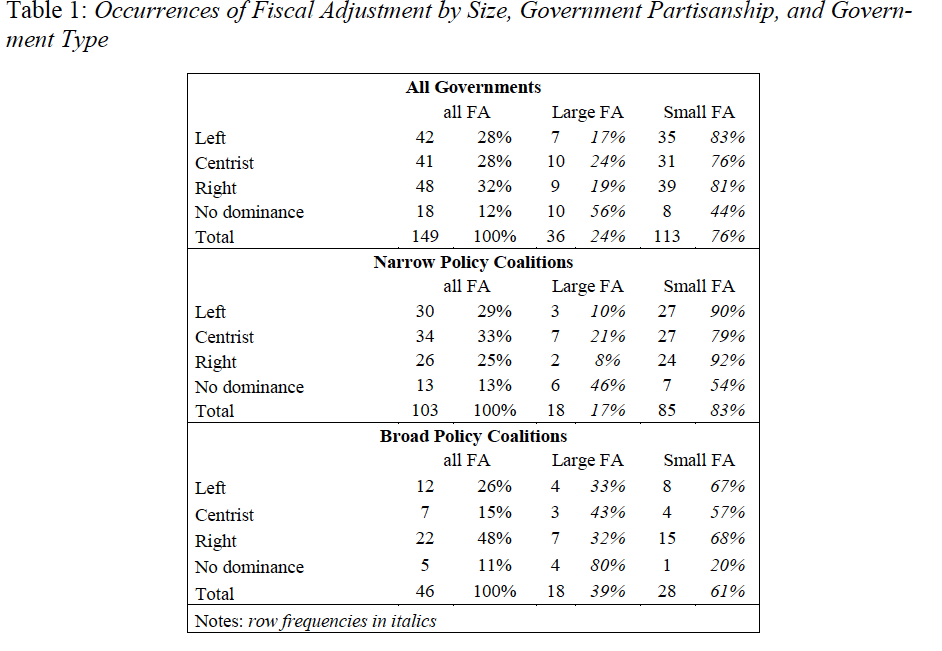 Table 1: Occurrences of Fiscal Adjustment by Size, Government Partisanship, and Govern-
ment Type
All Governments
all FA Large FA Small FA
Left 42 28% 7 17% 35 83%
Centrist 41 28% 10 24% 31 76%
Right 48 32% 9 19% 39 81%
No dominance 18 12% 10 56% 8 44%
Total 149 100% 36 24% 113 76%
Narrow Policy Coalitions
all FA Large FA Small FA
Left 30 29% 3 10% 27 90%
Centrist 34 33% 7 21% 27 79%
Right 26 25% 2 8% 24 92%
No dominance 13 13% 6 46% 7 54%
Total 103 100% 18 17% 85 83%
Broad Policy Coalitions
all FA Large FA Small FA
Left 12 26% 4 33% 8 67%
Centrist 7 15% 3 43% 4 57%
Right 22 48% 7 32% 15 68%
No dominance 5 11% 4 80% 1 20%
Total 46 100% 18 39% 28 61%
Notes: row frequencies in italics